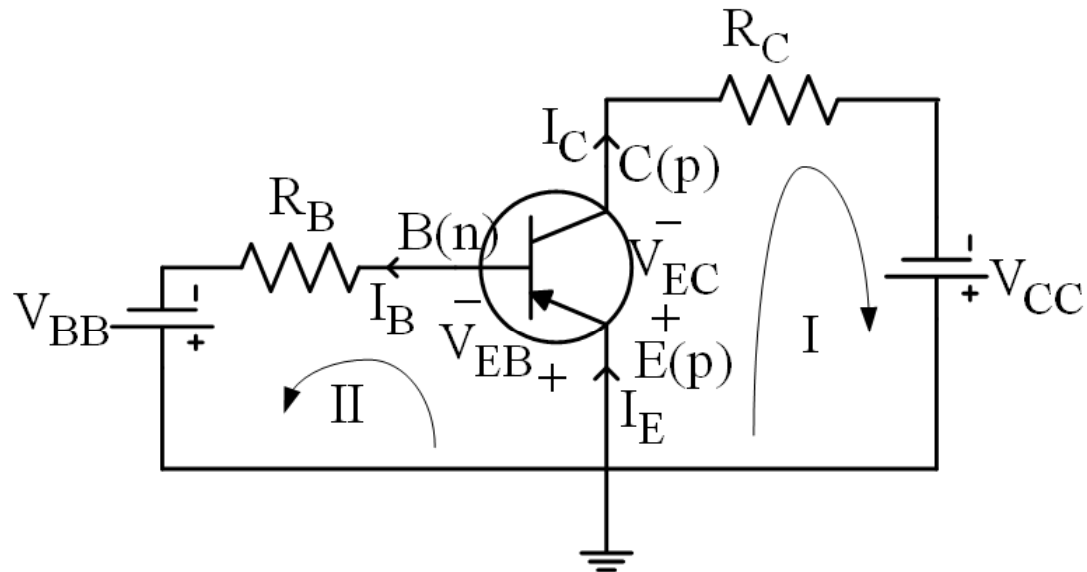 R_C
I_C
C(p)
R_B
B(n)
-
V_EC
+
-
V_CC
+
-
V_BB
+
I_B
-
V_EB
+
E(p)
I
II
I_E